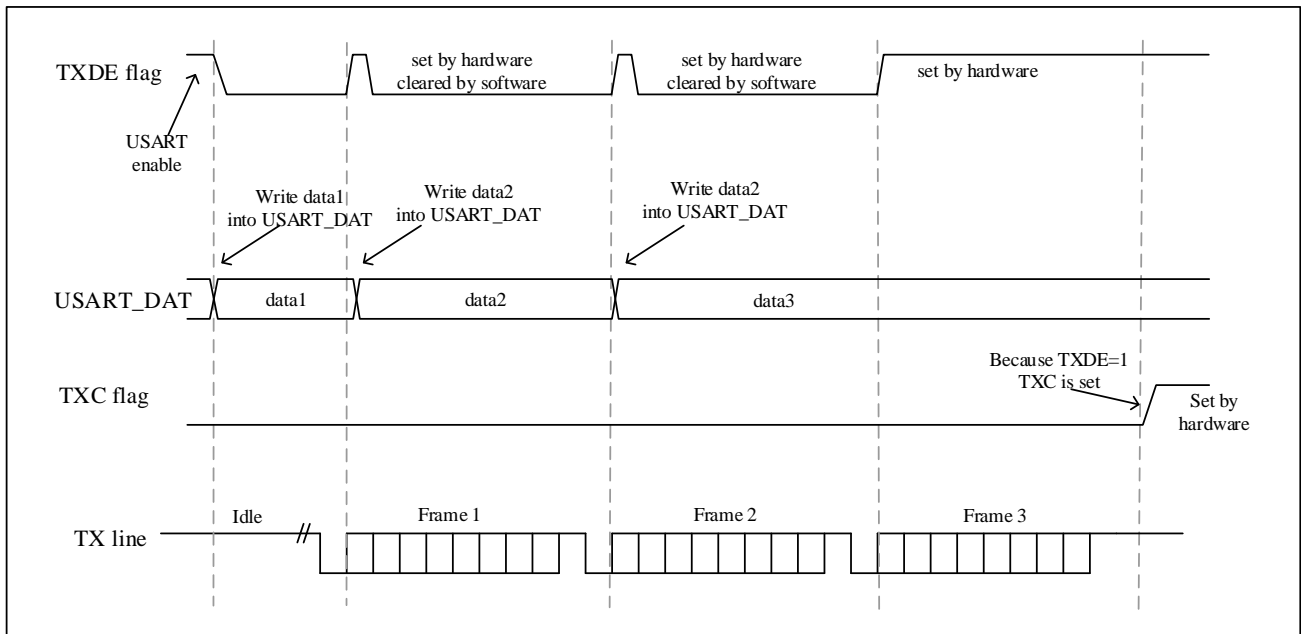 TXDE flag
set by hardware
cleared by software
set by hardware
cleared by software
set by hardware
USART
enable
Write data1
into USART_DAT
Write data2
into USART_DAT
Write data2
into USART_DAT
USART_DAT
data1
data2
data3
Because TXDE=1
TXC is set
TXC flag
Set by
hardware
Idle
Frame 1
Frame 2
Frame 3
TX line